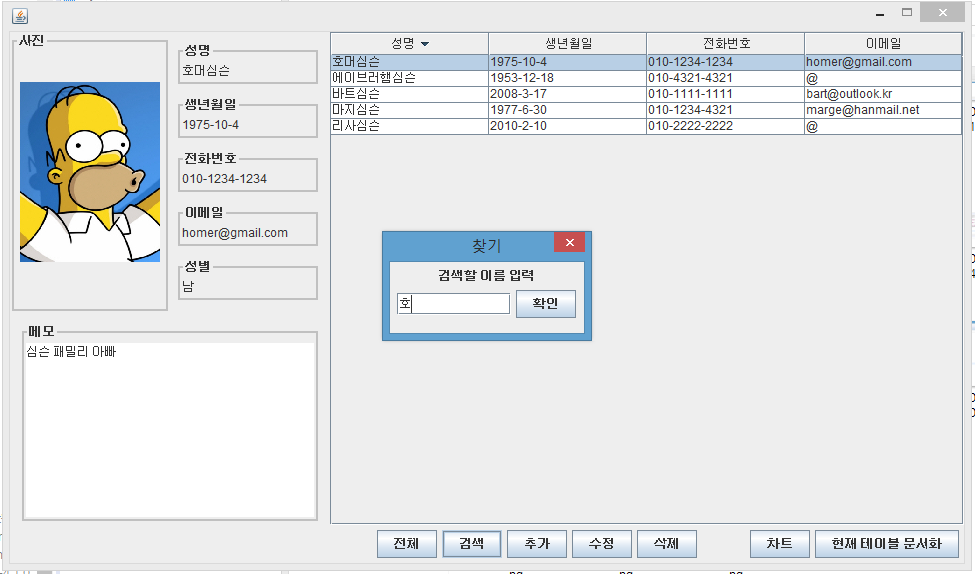 사진
성명
호머심슨
생년월일
1975-10-4
전화번호
010-1234-1234
이메일
homer@gmail.com
성별
남
메모
심슨 패밀리 아빠
성명 생년월일 전화번호 이메일
호머심슨 1975-10-4 010-1234-1234 homer@gmail.com
에이브러햄심슨 1953-12-18 010-4321-4321 @
바트심슨 2008-3-17 010-1111-1111 bart@outlook.kr
마지심슨 1977-6-30 010-1234-4321 marge@hanmail.net
리사심슨 2010-2-10 010-2222-2222 @
찾기
검색할 이름 입력
호 확인
전체 검색 추가 수정 삭제 차트 현재 테이블 문서화